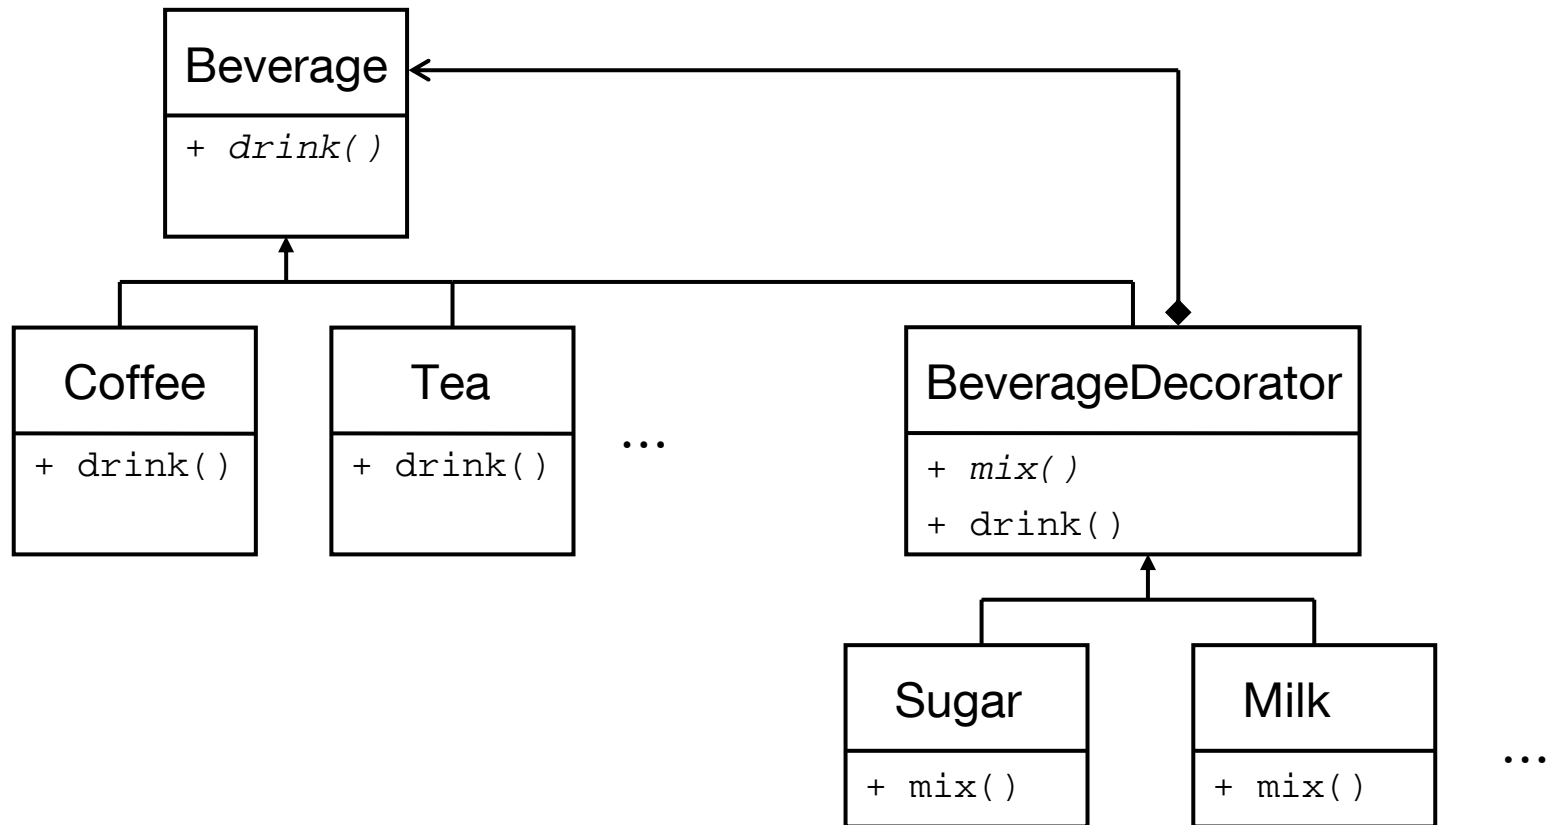 Beverage
+ drink()
Coffee
+ drink()
Tea
+ drink()
...
BeverageDecorator
+ mix()
+ drink()
Sugar
+ mix()
Milk
+ mix()
...